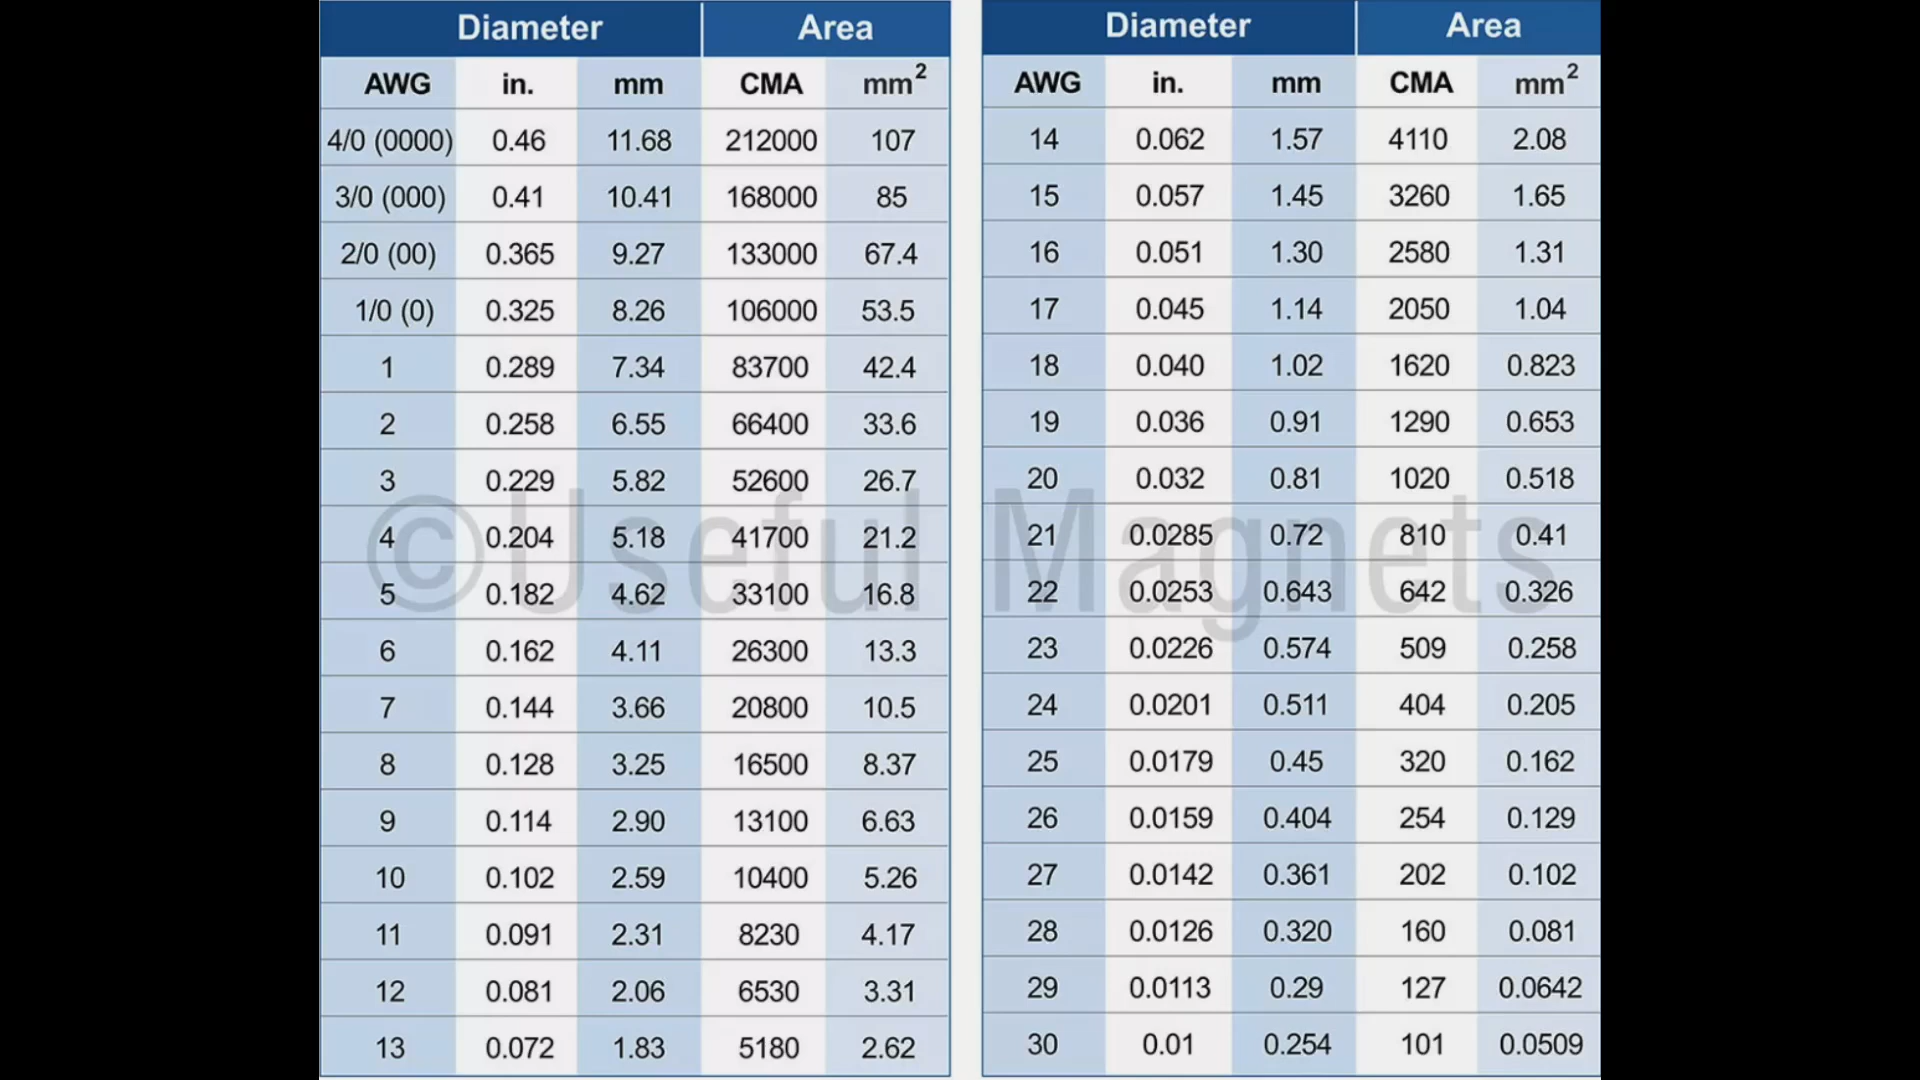 Diameter Area
AWG in. mm CMA mm²
4/0 (0000) 0.46 11.68 212000 107
3/0 (000) 0.41 10.41 168000 85
2/0 (00) 0.365 9.27 133000 67.4
1/0 (0) 0.325 8.26 106000 53.5
1 0.289 7.34 83700 42.4
2 0.258 6.55 66400 33.6
3 0.229 5.82 52600 26.7
4 0.204 5.18 41700 21.2
5 0.182 4.62 33100 16.8
6 0.162 4.11 26300 13.3
7 0.144 3.66 20800 10.5
8 0.128 3.25 16500 8.37
9 0.114 2.90 13100 6.63
10 0.102 2.59 10400 5.26
11 0.091 2.31 8230 4.17
12 0.081 2.06 6530 3.31
13 0.072 1.83 5180 2.62
Diameter Area
AWG in. mm CMA mm²
14 0.062 1.57 4110 2.08
15 0.057 1.45 3260 1.65
16 0.051 1.30 2580 1.31
17 0.045 1.14 2050 1.04
18 0.040 1.02 1620 0.823
19 0.036 0.91 1290 0.653
20 0.032 0.81 1020 0.518
21 0.0285 0.72 810 0.41
22 0.0253 0.643 642 0.326
23 0.0226 0.574 509 0.258
24 0.0201 0.511 404 0.205
25 0.0179 0.45 320 0.162
26 0.0159 0.404 254 0.129
27 0.0142 0.361 202 0.102
28 0.0126 0.320 160 0.081
29 0.0113 0.29 127 0.0642
30 0.01 0.254 101 0.0509
©Useful Magnets